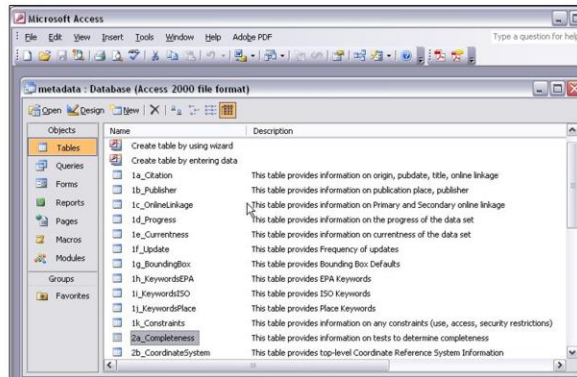 Microsoft Access
File Edit View Insert Tools Window Help Adobe PDF
Type a question for help
metadata : Database (Access 2000 file format)
Open Design New
Objects Name Description
Tables
Queries
Forms
Reports
Pages
Macros
Modules
Groups
Favorites
Create table by using wizard
Create table by entering data
1a_Citation This table provides information on origin, pubdate, title, online linkage
1b_Publisher This table provides information on publication place, publisher
1c_OnlineLinkage This table provides information on Primary and Secondary online linkage
1d_Progress This table provides information on the progress of the data set
1e_Currentness This table provides information on currentness of the data set
1f_Update This table provides Frequency of updates
1g_BoundingBox This table provides Bounding Box Defaults
1h_KeywordsEPA This table provides EPA Keywords
1i_KeywordsISO This table provides ISO Keywords
1j_KeywordsPlace This table provides Place Keywords
1k_Constraints This table provides information on any constraints (use, access, security restrictions)
2a_Completeness This table provides information on tests to determine completeness
2b_CoordinateSystem This table provides top-level Coordinate Reference System Information